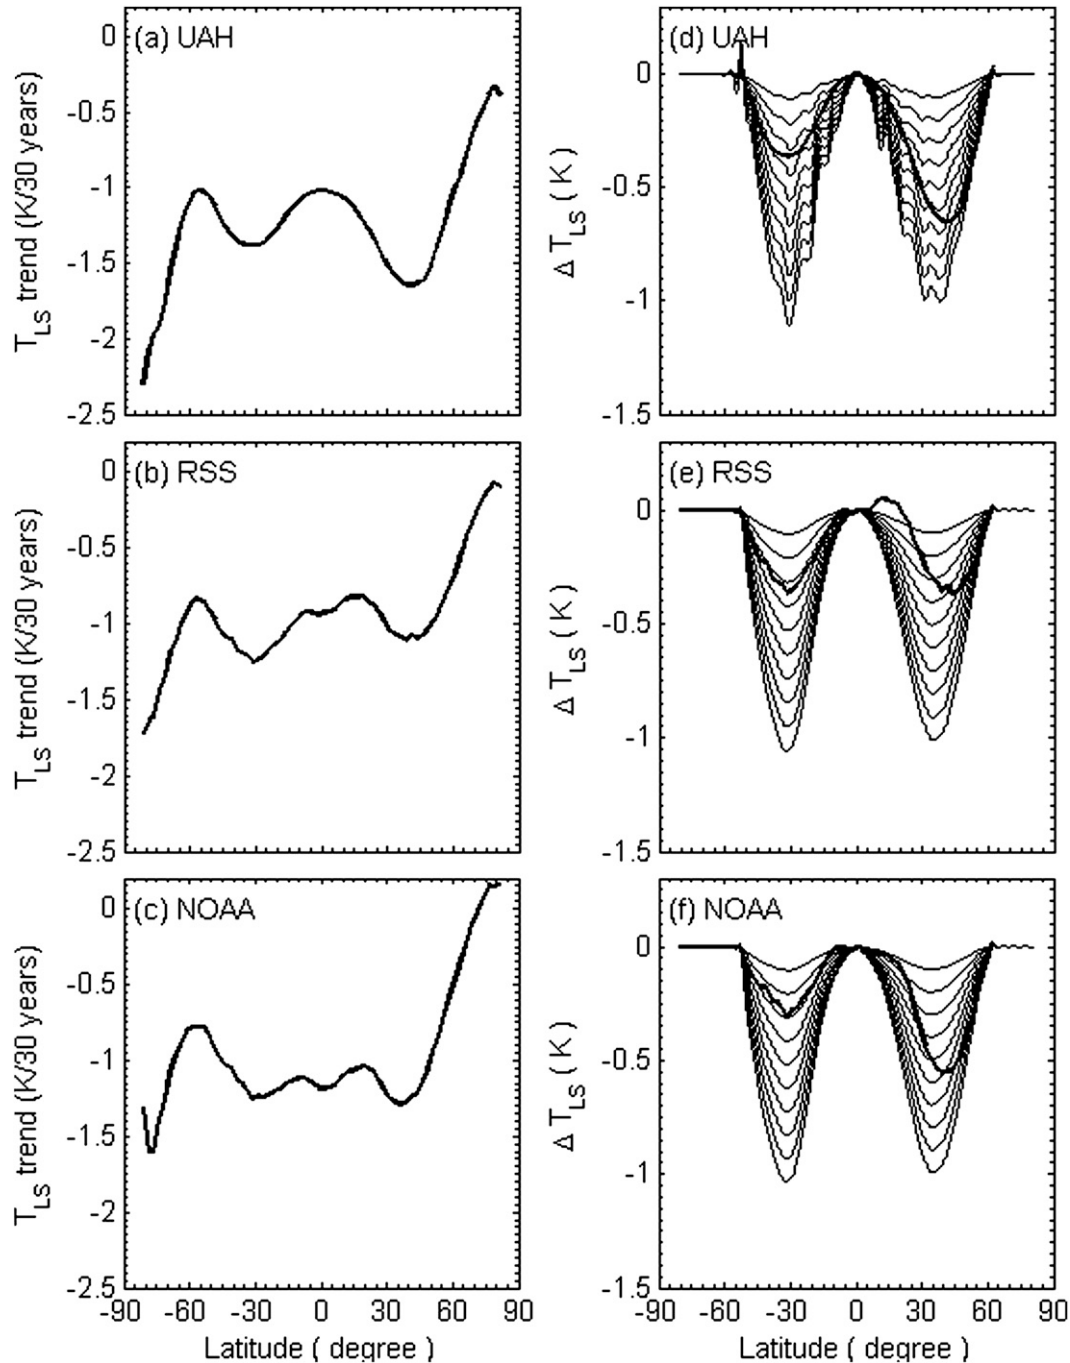 (a) UAH
0
-0.5
-1
-1.5
-2
-2.5
T_LS trend (K/30 years)
(d) UAH
0
-0.5
-1
-1.5
Δ T_LS ( K )
(b) RSS
0
-0.5
-1
-1.5
-2
-2.5
T_LS trend (K/30 years)
(e) RSS
0
-0.5
-1
-1.5
Δ T_LS ( K )
(c) NOAA
0
-0.5
-1
-1.5
-2
-2.5
T_LS trend (K/30 years)
-90 -60 -30 0 30 60 90
Latitude ( degree )
(f) NOAA
0
-0.5
-1
-1.5
Δ T_LS ( K )
-90 -60 -30 0 30 60 90
Latitude ( degree )